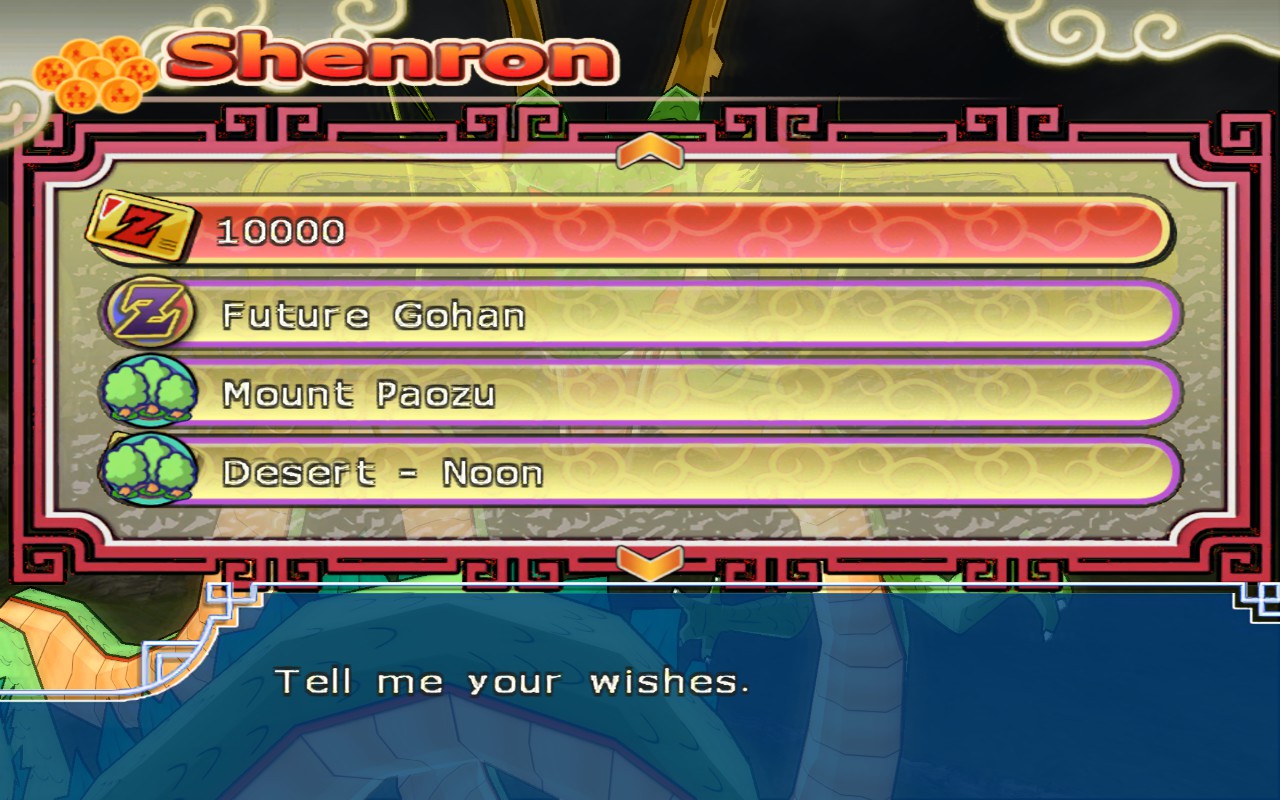 Shenron
Z
10000
Z
Future Gohan
Mount Paozu
Desert - Noon
Tell me your wishes.